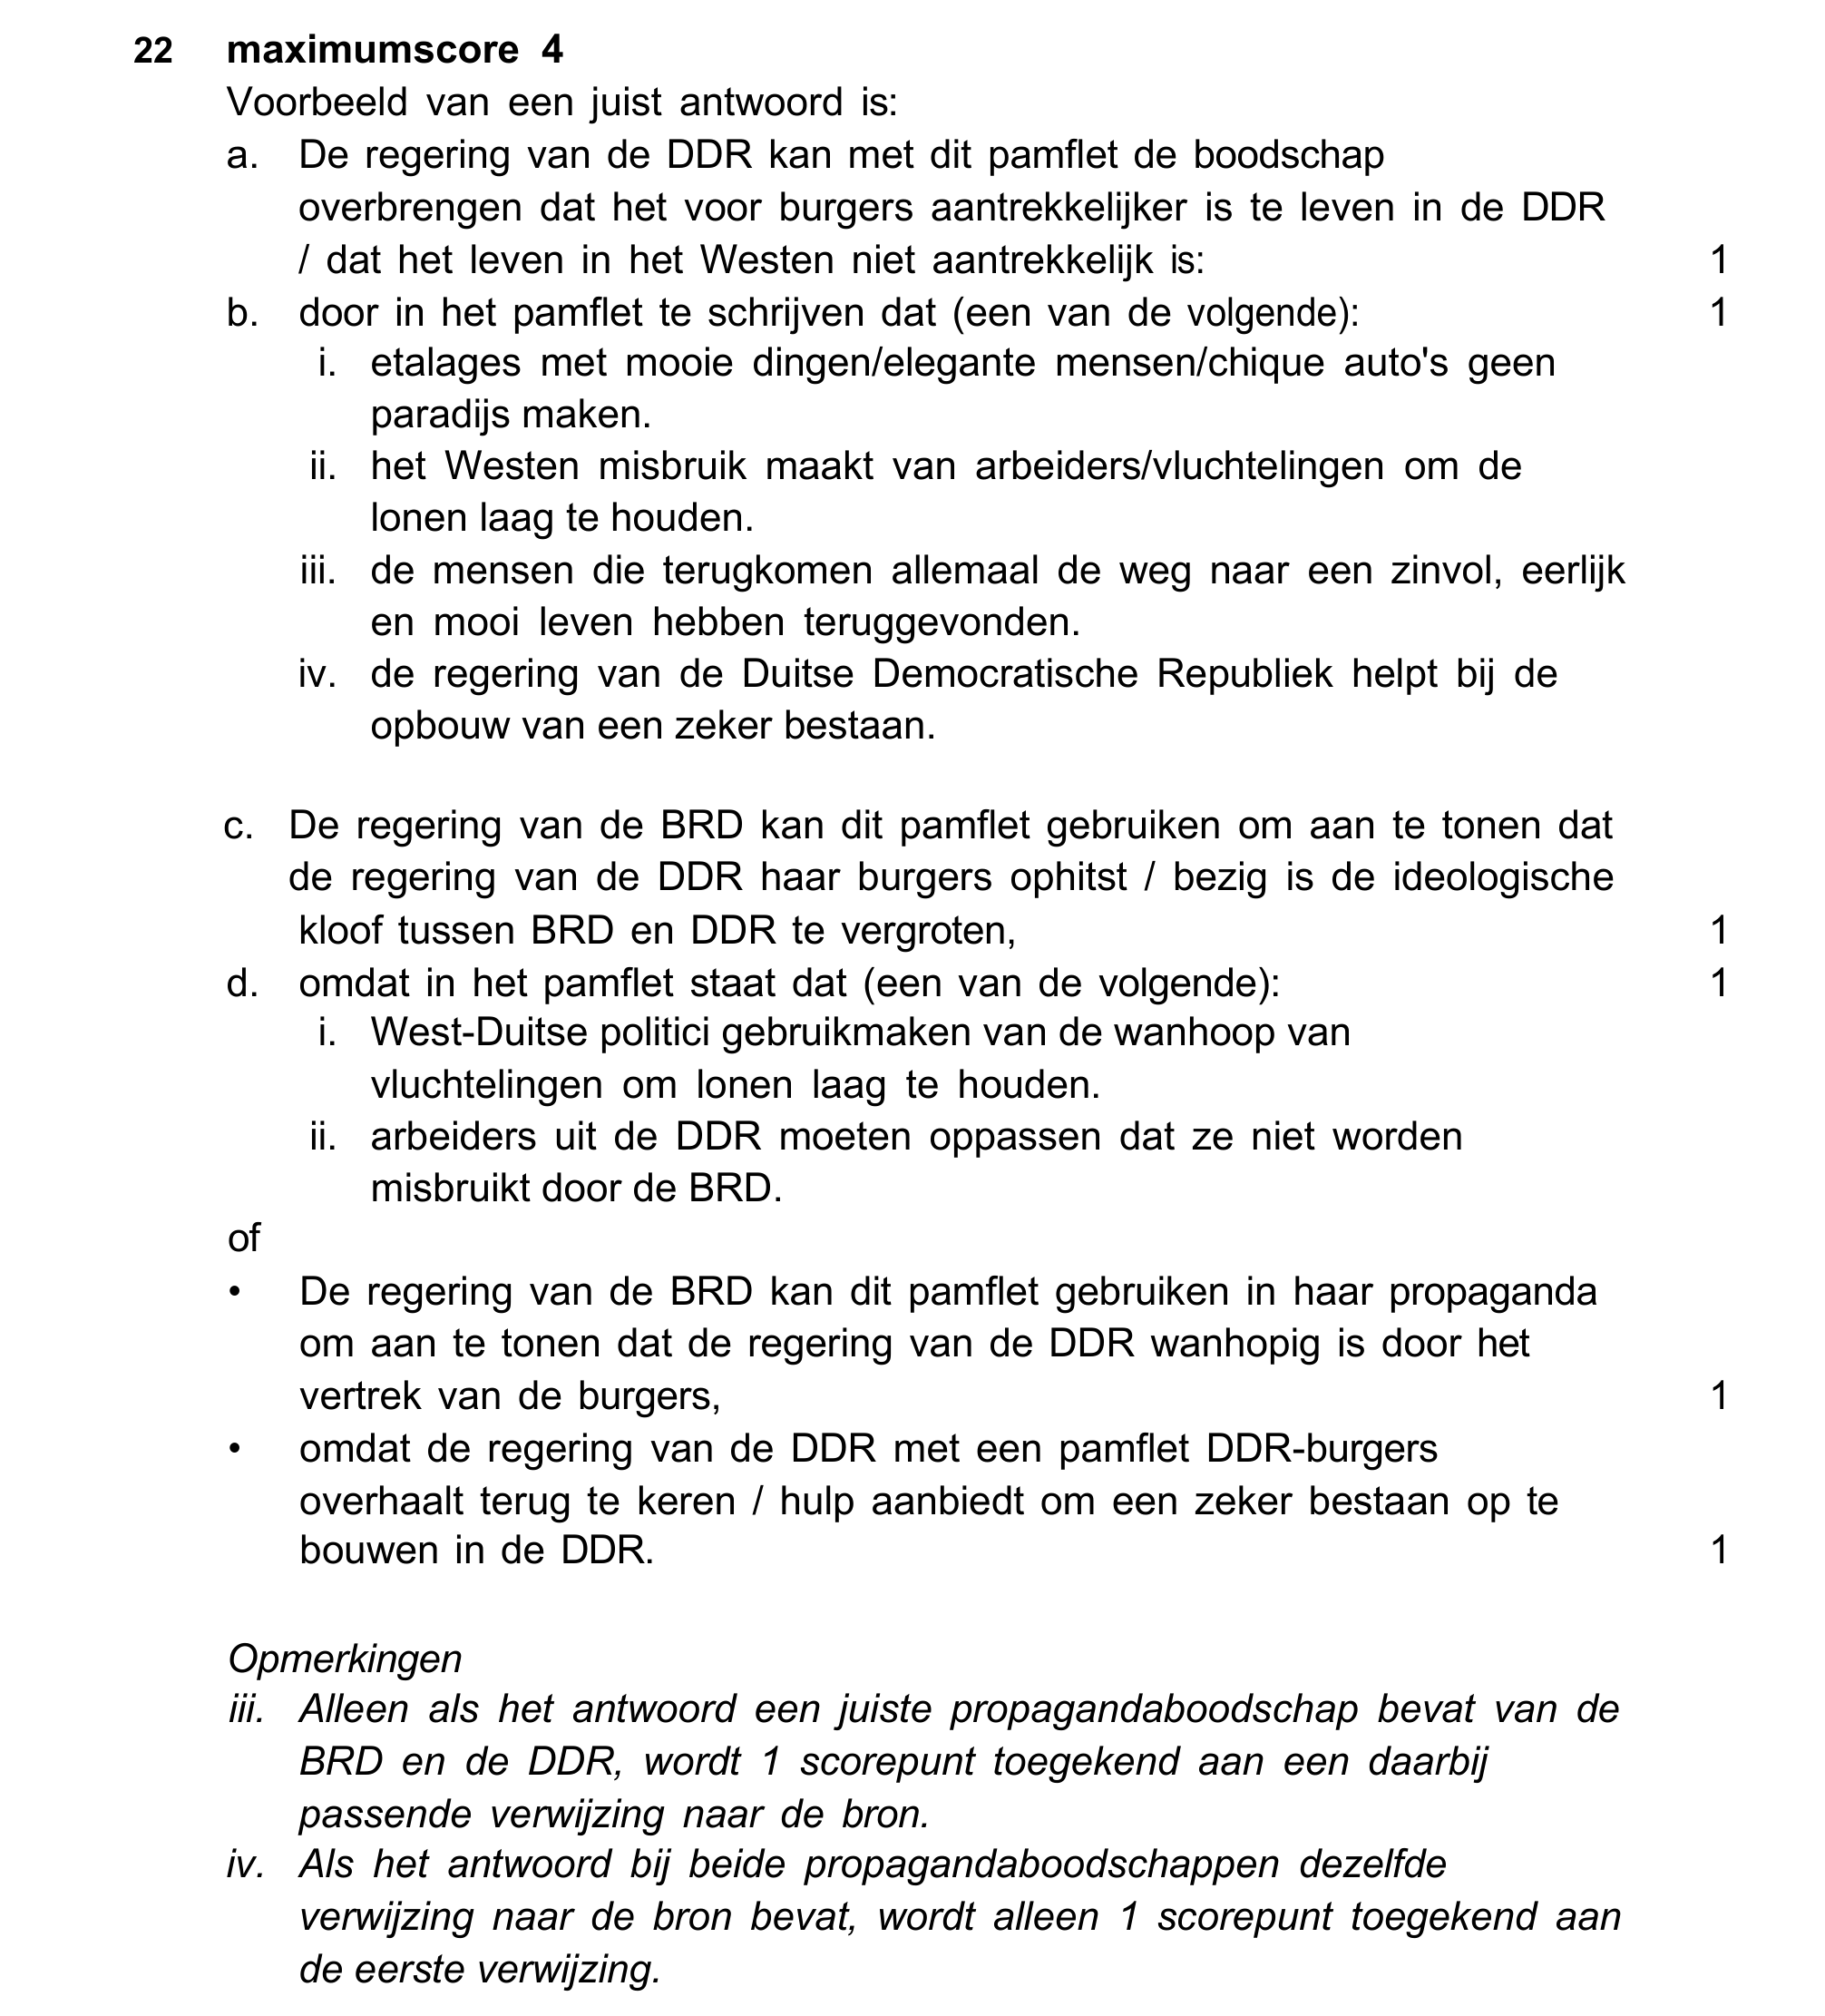 22 maximumscore 4
Voorbeeld van een juist antwoord is:
a. De regering van de DDR kan met dit pamflet de boodschap
overbrengen dat het voor burgers aantrekkelijker is te leven in de DDR
/ dat het leven in het Westen niet aantrekkelijk is: 1
b. door in het pamflet te schrijven dat (een van de volgende): 1
i. etalages met mooie dingen/elegante mensen/chique auto's geen
paradijs maken.
ii. het Westen misbruik maakt van arbeiders/vluchtelingen om de
lonen laag te houden.
iii. de mensen die terugkomen allemaal de weg naar een zinvol, eerlijk
en mooi leven hebben teruggevonden.
iv. de regering van de Duitse Democratische Republiek helpt bij de
opbouw van een zeker bestaan.
c. De regering van de BRD kan dit pamflet gebruiken om aan te tonen dat
de regering van de DDR haar burgers ophitst / bezig is de ideologische
kloof tussen BRD en DDR te vergroten, 1
d. omdat in het pamflet staat dat (een van de volgende): 1
i. West-Duitse politici gebruikmaken van de wanhoop van
vluchtelingen om lonen laag te houden.
ii. arbeiders uit de DDR moeten oppassen dat ze niet worden
misbruikt door de BRD.
of
• De regering van de BRD kan dit pamflet gebruiken in haar propaganda
om aan te tonen dat de regering van de DDR wanhopig is door het
vertrek van de burgers, 1
• omdat de regering van de DDR met een pamflet DDR-burgers
overhaalt terug te keren / hulp aanbiedt om een zeker bestaan op te
bouwen in de DDR. 1
Opmerkingen
iii. Alleen als het antwoord een juiste propagandaboodschap bevat van de
BRD en de DDR, wordt 1 scorepunt toegekend aan een daarbij
passende verwijzing naar de bron.
iv. Als het antwoord bij beide propagandaboodschappen dezelfde
verwijzing naar de bron bevat, wordt alleen 1 scorepunt toegekend aan
de eerste verwijzing.